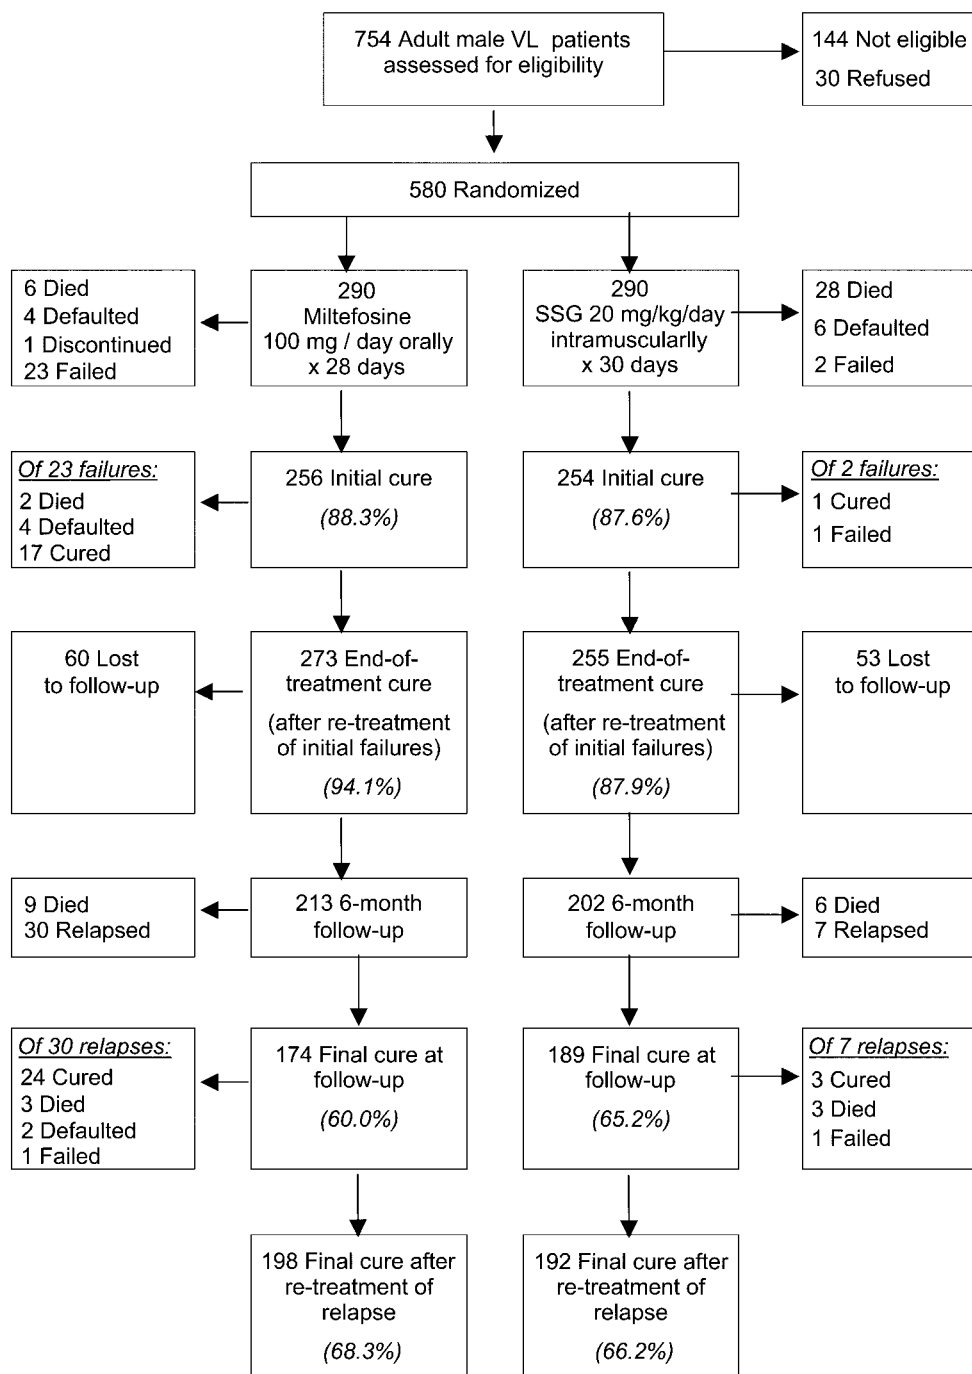 754 Adult male VL patients
assessed for eligibility
144 Not eligible
30 Refused
580 Randomized
6 Died
4 Defaulted
1 Discontinued
23 Failed
290
Miltefosine
100 mg / day orally
x 28 days
290
SSG 20 mg/kg/day
intramuscularlly
x 30 days
28 Died
6 Defaulted
2 Failed
Of 23 failures:
2 Died
4 Defaulted
17 Cured
256 Initial cure
(88.3%)
254 Initial cure
(87.6%)
Of 2 failures:
1 Cured
1 Failed
60 Lost
to follow-up
273 End-of-
treatment cure
(after re-treatment
of initial failures)
(94.1%)
255 End-of-
treatment cure
(after re-treatment
of initial failures)
(87.9%)
53 Lost
to follow-up
9 Died
30 Relapsed
213 6-month
follow-up
202 6-month
follow-up
6 Died
7 Relapsed
Of 30 relapses:
24 Cured
3 Died
2 Defaulted
1 Failed
174 Final cure at
follow-up
(60.0%)
189 Final cure at
follow-up
(65.2%)
Of 7 relapses:
3 Cured
3 Died
1 Failed
198 Final cure after
re-treatment of
relapse
(68.3%)
192 Final cure after
re-treatment of
relapse
(66.2%)